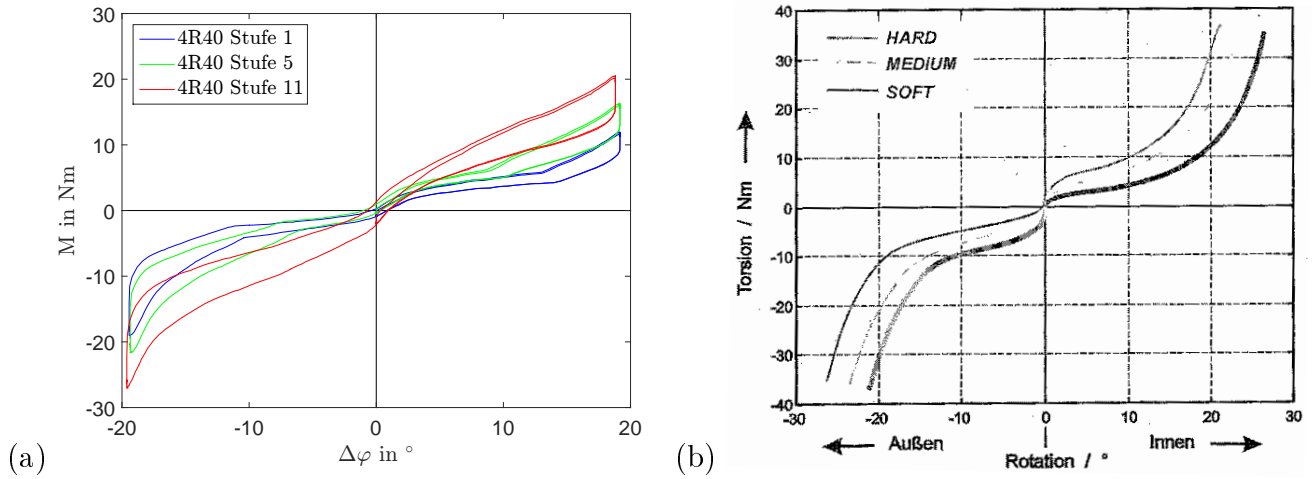 30
20
10
0
-10
-20
-30
-20
-10
0
10
20
M in Nm
Δφ in °
4R40 Stufe 1
4R40 Stufe 5
4R40 Stufe 11
(a)
40
30
20
10
0
-10
-20
-30
-40
-30
-20
-10
0
10
20
30
Torsion / Nm
HARD
MEDIUM
SOFT
Außen
Innen
Rotation / °
(b)